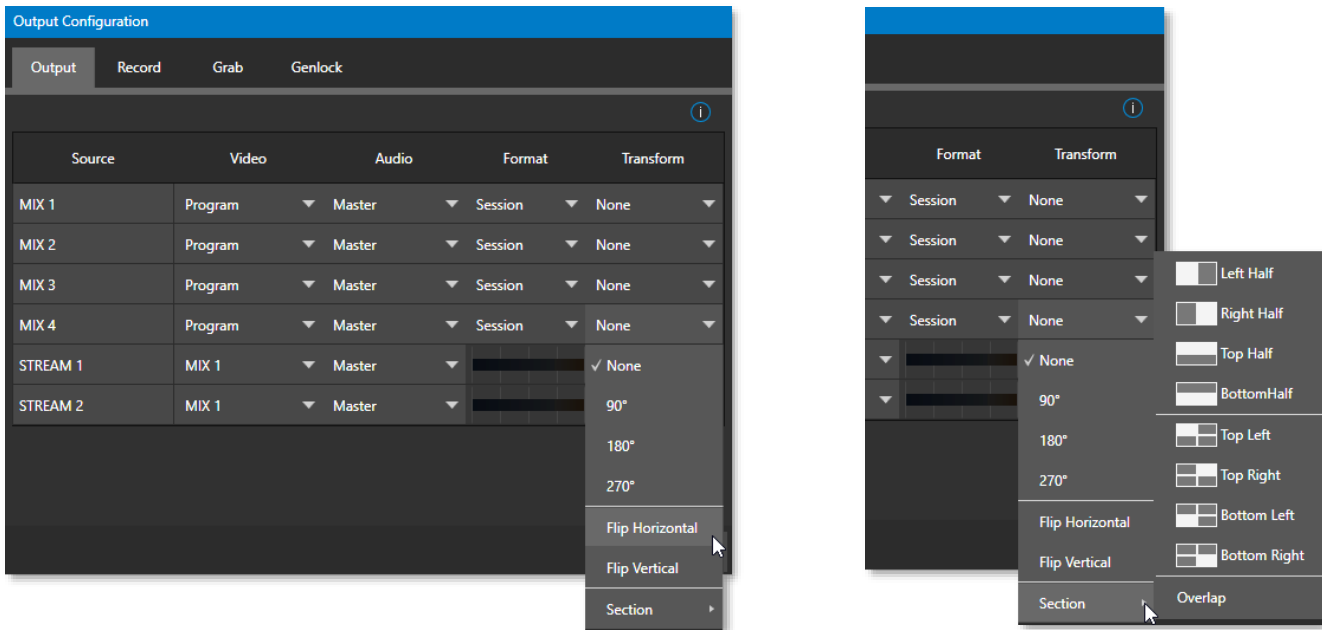 Output Configuration
Output Record Grab Genlock
i
Source Video Audio Format Transform
MIX 1 Program Master Session None
MIX 2 Program Master Session None
MIX 3 Program Master Session None
MIX 4 Program Master Session None
STREAM 1 MIX 1 Master
STREAM 2 MIX 1 Master
✓ None
90°
180°
270°
Flip Horizontal
Flip Vertical
Section
i
Format Transform
Session None
Session None
Session None
Session None
✓ None
90°
180°
270°
Flip Horizontal
Flip Vertical
Section
Left Half
Right Half
Top Half
BottomHalf
Top Left
Top Right
Bottom Left
Bottom Right
Overlap